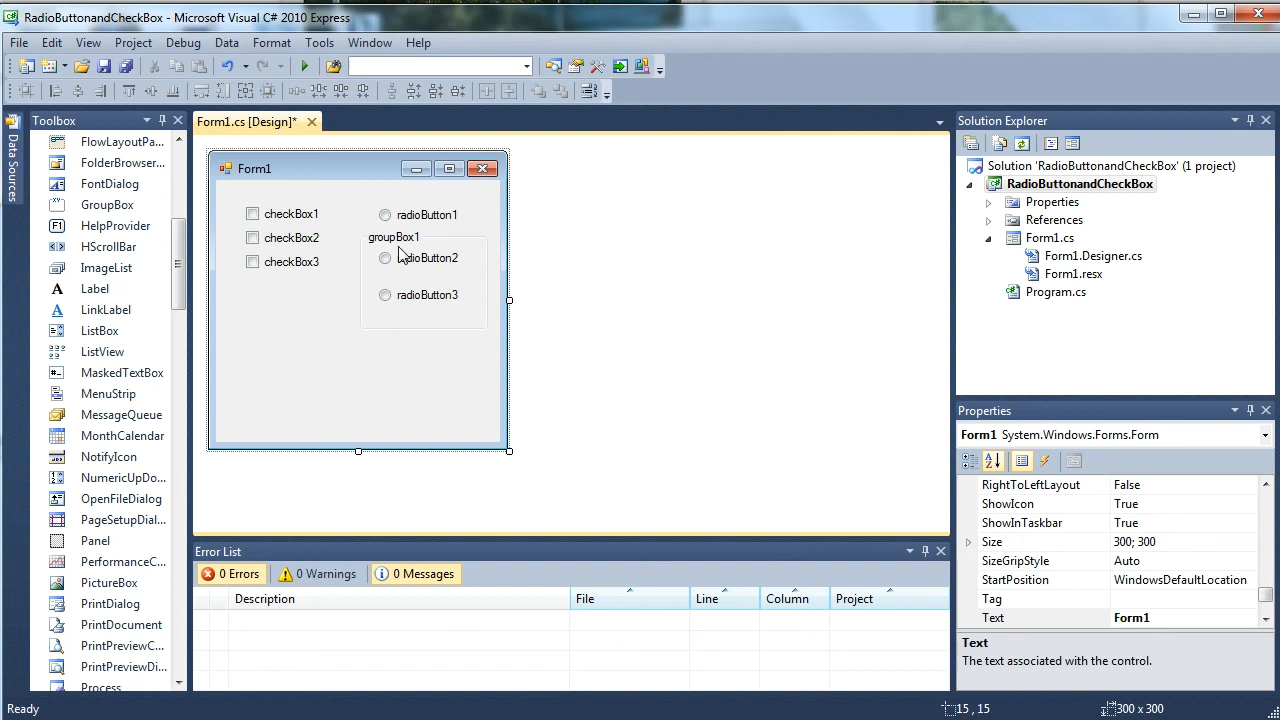 RadioButtonandCheckBox - Microsoft Visual C# 2010 Express
File Edit View Project Debug Data Format Tools Window Help
Data Sources
Toolbox
FlowLayoutPa...
FolderBrowser...
FontDialog
GroupBox
HelpProvider
HScrollBar
ImageList
Label
LinkLabel
ListBox
ListView
MaskedTextBox
MenuStrip
MessageQueue
MonthCalendar
NotifyIcon
NumericUpDo...
OpenFileDialog
PageSetupDial...
Panel
PerformanceC...
PictureBox
PrintDialog
PrintDocument
PrintPreviewC...
PrintPreviewDi...
Process
Form1.cs [Design]*
Form1
checkBox1
checkBox2
checkBox3
radioButton1
groupBox1
radioButton2
radioButton3
Error List
0 Errors 0 Warnings 0 Messages
Description File Line Column Project
Solution Explorer
Solution 'RadioButtonandCheckBox' (1 project)
RadioButtonandCheckBox
Properties
References
Form1.cs
Form1.Designer.cs
Form1.resx
Program.cs
Properties
Form1 System.Windows.Forms.Form
RightToLeftLayout False
ShowIcon True
ShowInTaskbar True
Size 300; 300
SizeGripStyle Auto
StartPosition WindowsDefaultLocation
Tag
Text Form1
Text
The text associated with the control.
Ready 15 , 15 300 x 300